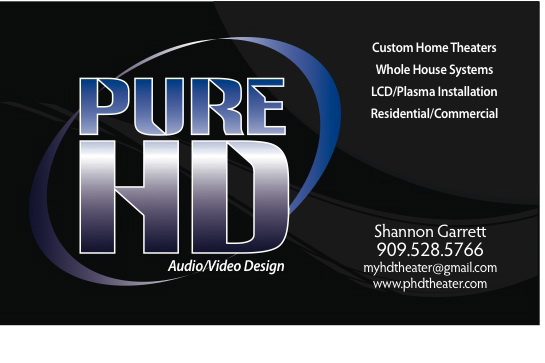 PURE
HD
Audio/Video Design
Custom Home Theaters
Whole House Systems
LCD/Plasma Installation
Residential/Commercial
Shannon Garrett
909.528.5766
myhdtheater@gmail.com
www.phdtheater.com